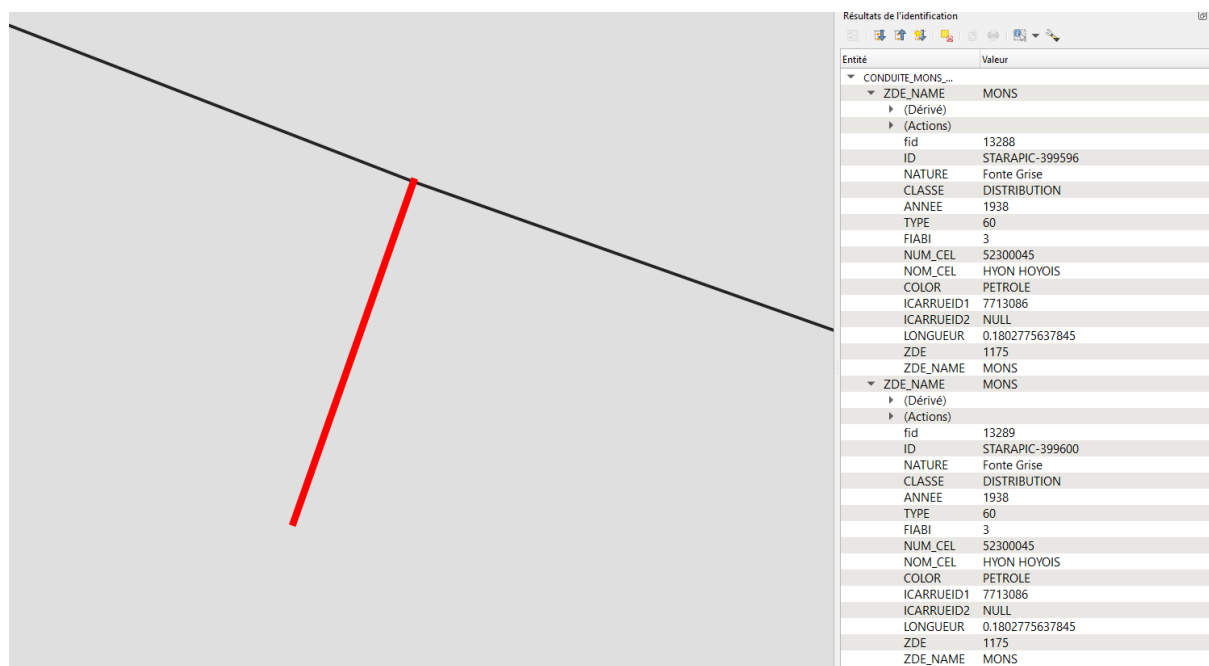 Résultats de l'identification
Entité Valeur
CONDUITE_MONS_...
ZDE_NAME MONS
(Dérivé)
(Actions)
fid 13288
ID STARAPIC-399596
NATURE Fonte Grise
CLASSE DISTRIBUTION
ANNEE 1938
TYPE 60
FIABI 3
NUM_CEL 52300045
NOM_CEL HYON HOYOIS
COLOR PETROLE
ICARRUEID1 7713086
ICARRUEID2 NULL
LONGUEUR 0.1802775637845
ZDE 1175
ZDE_NAME MONS
ZDE_NAME MONS
(Dérivé)
(Actions)
fid 13289
ID STARAPIC-399600
NATURE Fonte Grise
CLASSE DISTRIBUTION
ANNEE 1938
TYPE 60
FIABI 3
NUM_CEL 52300045
NOM_CEL HYON HOYOIS
COLOR PETROLE
ICARRUEID1 7713086
ICARRUEID2 NULL
LONGUEUR 0.1802775637845
ZDE 1175
ZDE_NAME MONS